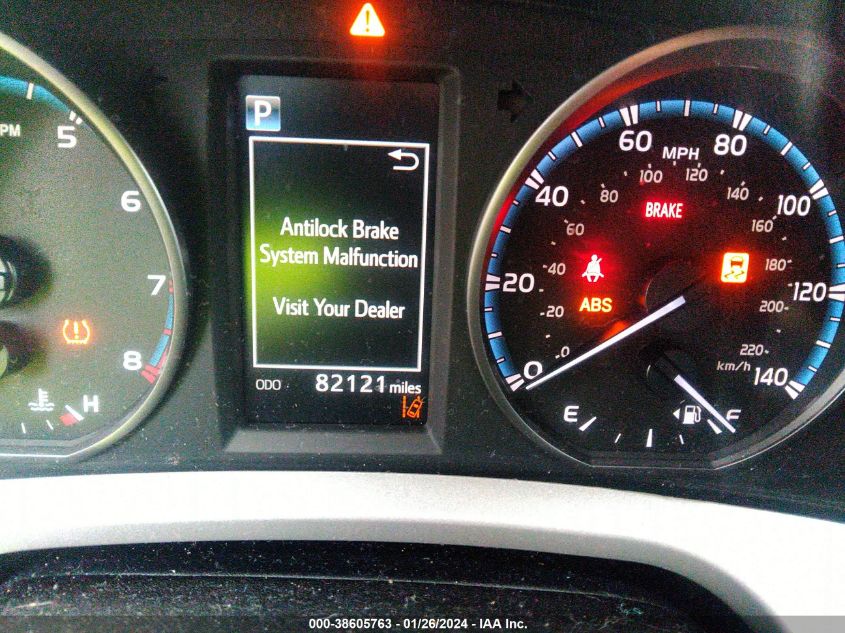 P
Antilock Brake
System Malfunction
Visit Your Dealer
ODO 82121 miles
PM
5
6
7
8
H
MPH
km/h
0
20
40
60
80
100
120
140
0
20
40
60
80
100
120
140
160
180
200
220
BRAKE
ABS
E
F
000-38605763 - 01/26/2024 - IAA Inc.